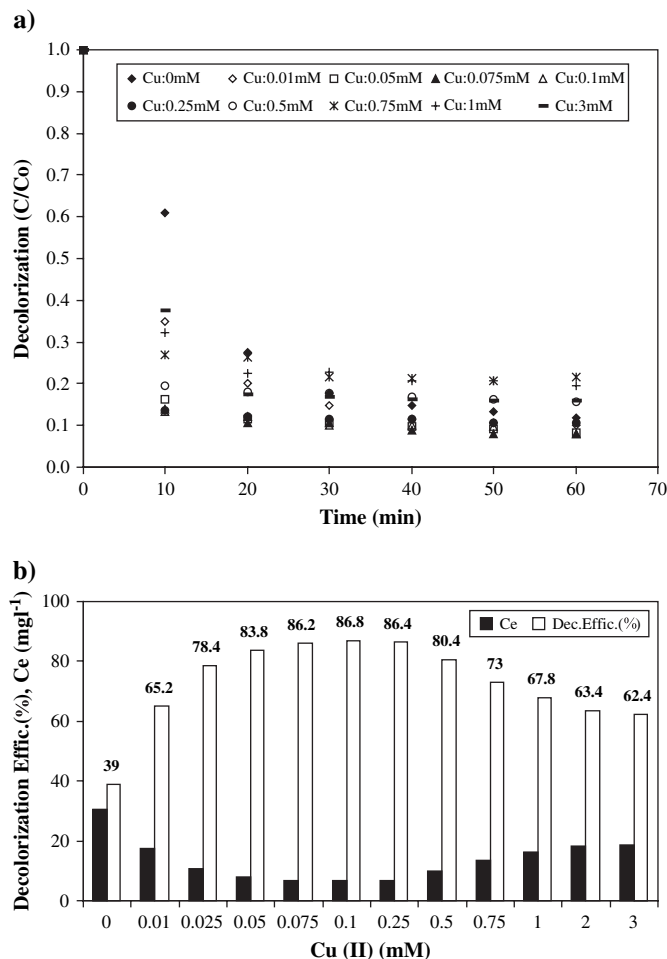 a)
Decolorization (C/Co)
1.0
0.9
0.8
0.7
0.6
0.5
0.4
0.3
0.2
0.1
0.0
Cu:0mM Cu:0.01mM Cu:0.05mM Cu:0.075mM Cu:0.1mM
Cu:0.25mM Cu:0.5mM Cu:0.75mM Cu:1mM Cu:3mM
0 10 20 30 40 50 60 70
Time (min)
b)
Decolorization Effic.(%), Ce (mgl-1)
100
80
60
40
20
0
Ce Dec.Effic.(%)
39 65.2 78.4 83.8 86.2 86.8 86.4 80.4 73 67.8 63.4 62.4
0 0.01 0.025 0.05 0.075 0.1 0.25 0.5 0.75 1 2 3
Cu (II) (mM)